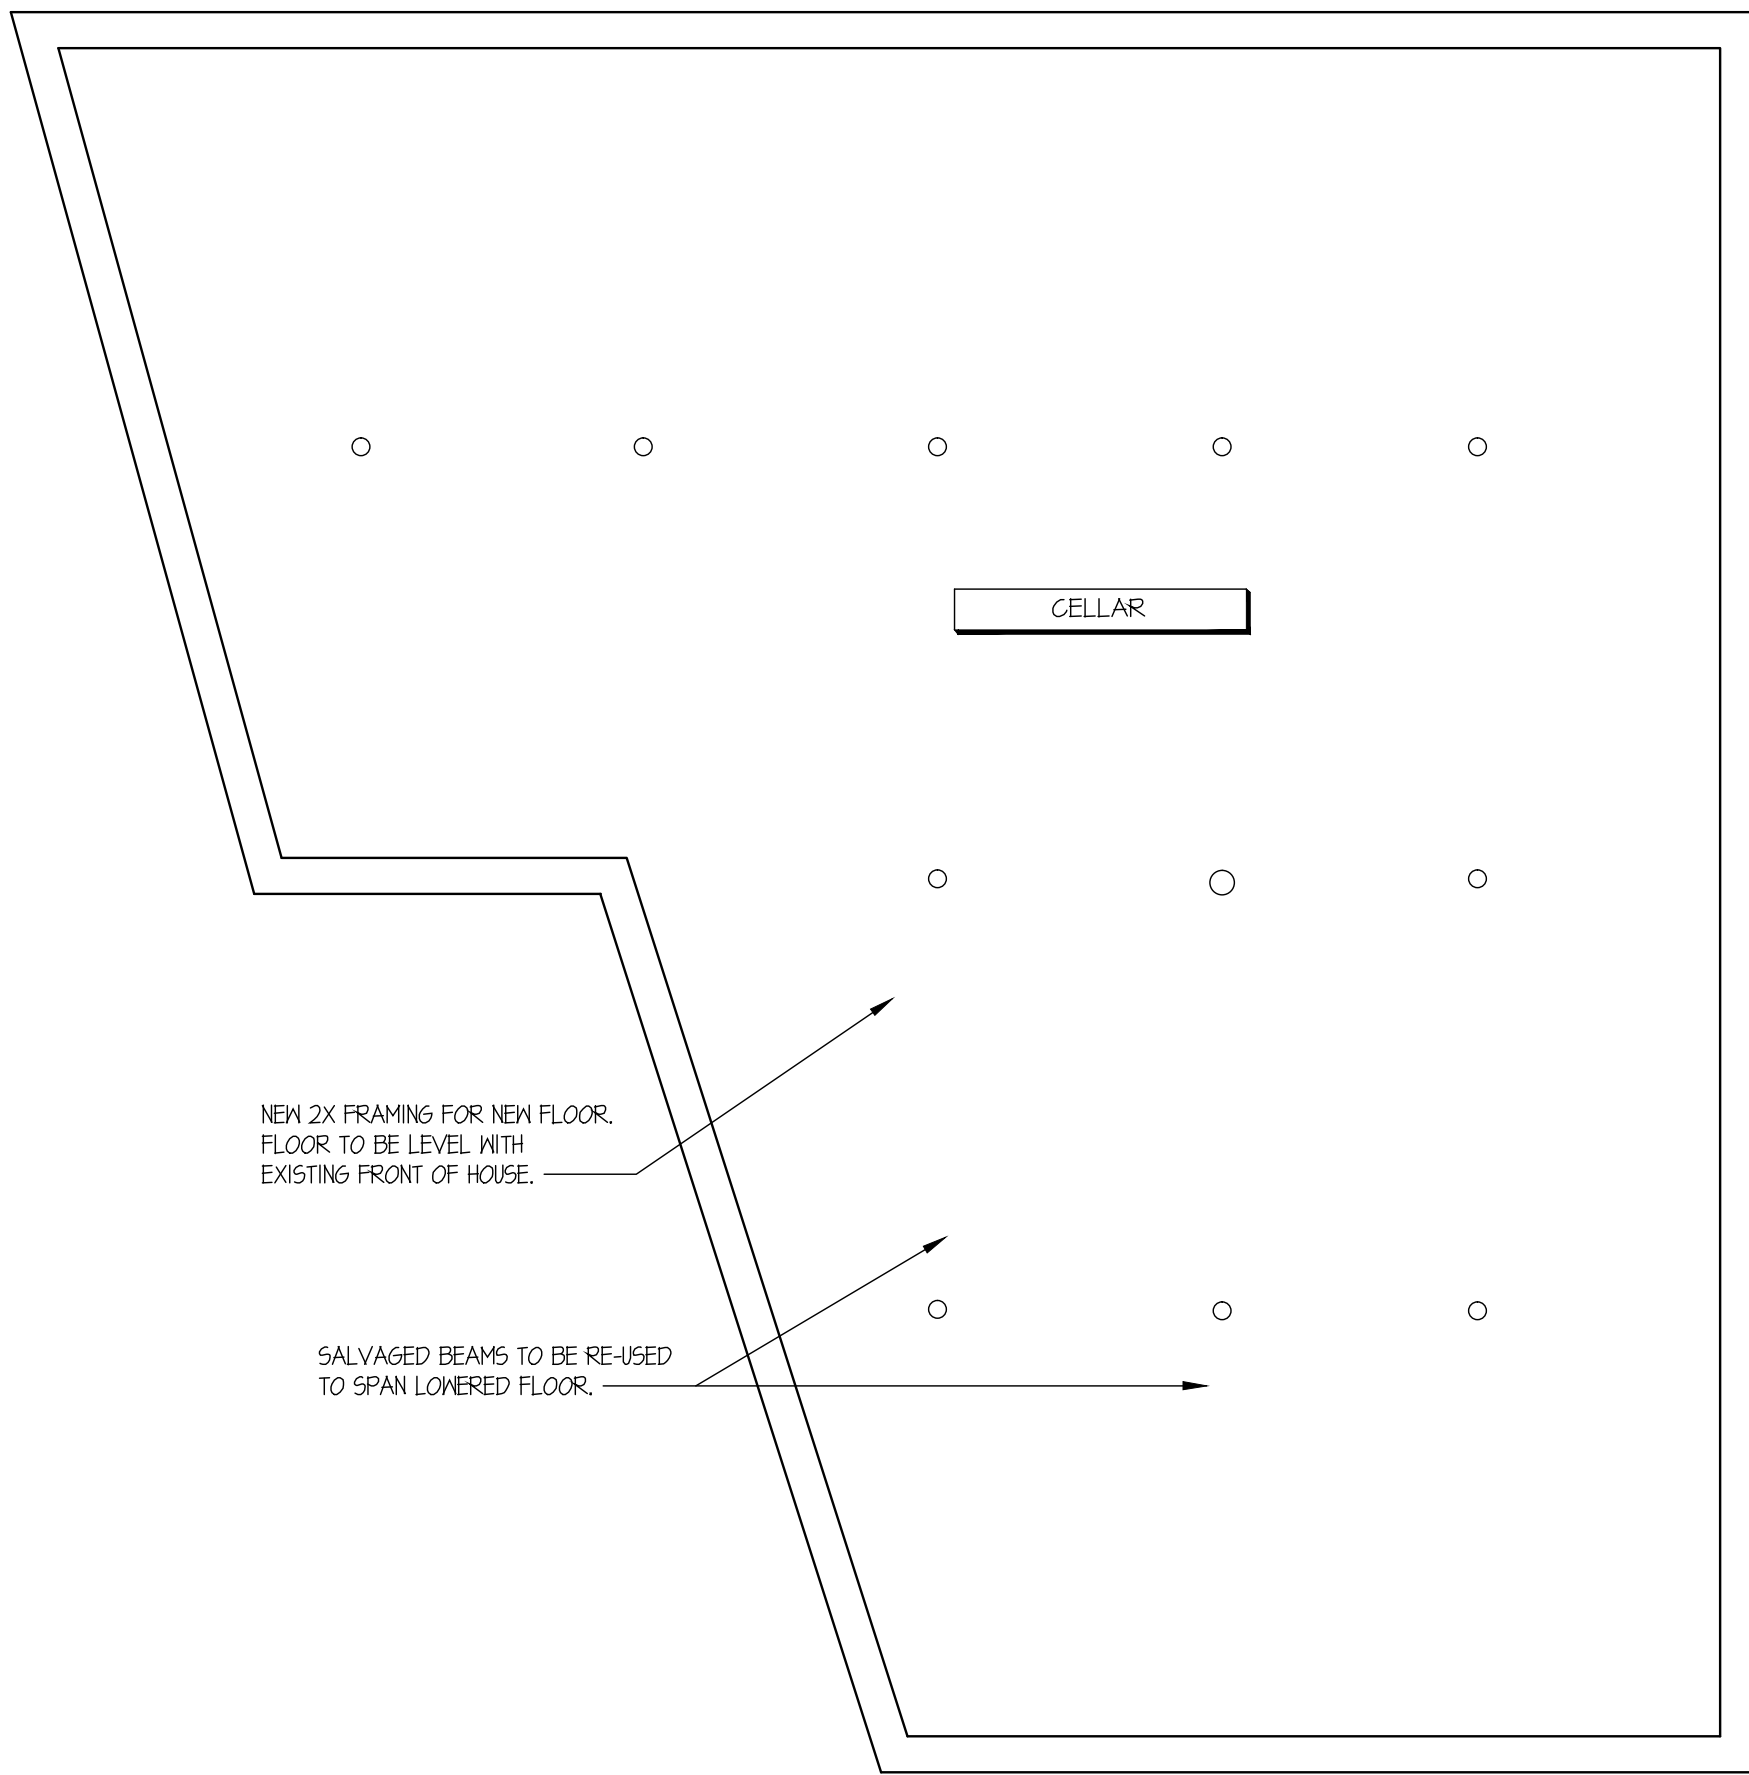 CELLAR
NEW 2X FRAMING FOR NEW FLOOR.
FLOOR TO BE LEVEL WITH
EXISTING FRONT OF HOUSE.
SALVAGED BEAMS TO BE RE-USED
TO SPAN LOWERED FLOOR.